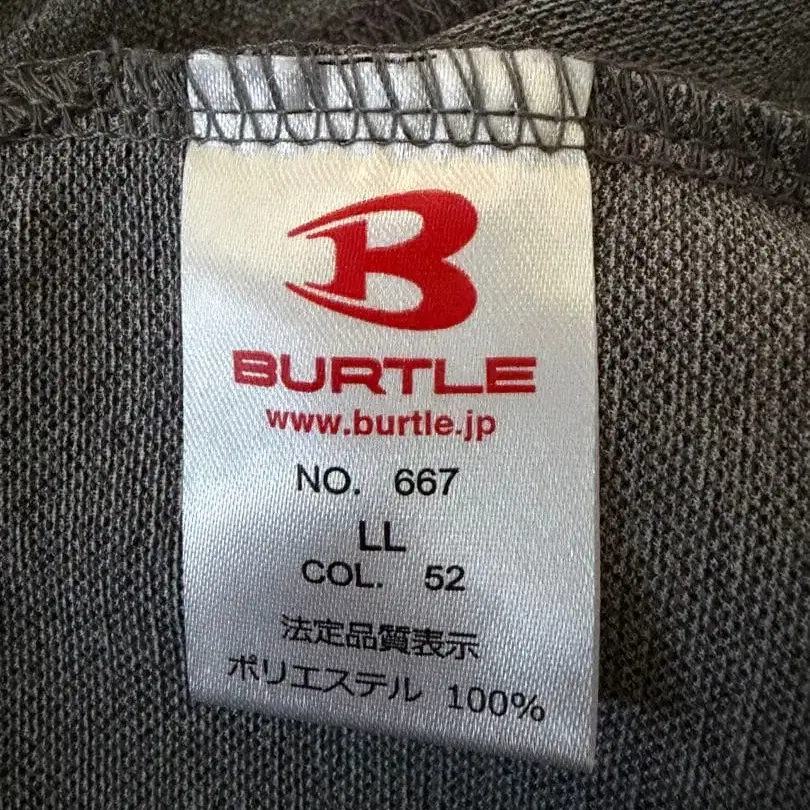 B
BURTLE
www.burtle.jp
NO. 667
LL
COL. 52
法定品質表示
ポリエステル 100%